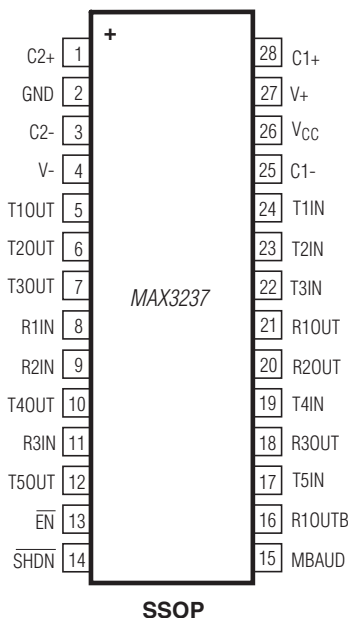 +
C2+ 1 28 C1+
GND 2 27 V+
C2- 3 26 VCC
V- 4 25 C1-
T1OUT 5 24 T1IN
T2OUT 6 23 T2IN
T3OUT 7 22 T3IN
MAX3237
R1IN 8 21 R1OUT
R2IN 9 20 R2OUT
T4OUT 10 19 T4IN
R3IN 11 18 R3OUT
T5OUT 12 17 T5IN
E̅N̅ 13 16 R1OUTB
S̅H̅D̅N̅ 14 15 MBAUD
SSOP